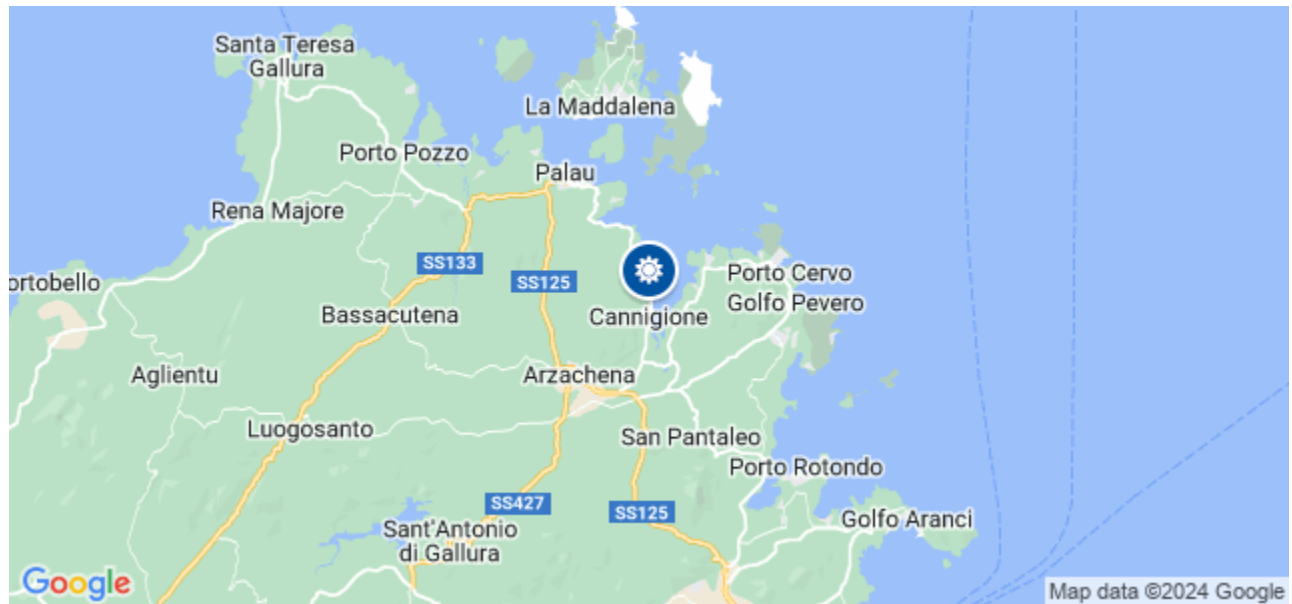 Santa Teresa
Gallura
La Maddalena
Porto Pozzo
Palau
Rena Majore
SS133
SS125
Porto Cervo
ortobello
Golfo Pevero
Bassacutena
Cannigione
Aglientu
Arzachena
Luogosanto
San Pantaleo
Porto Rotondo
SS427
SS125
Golfo Aranci
Sant'Antonio
di Gallura
Google
Map data ©2024 Google